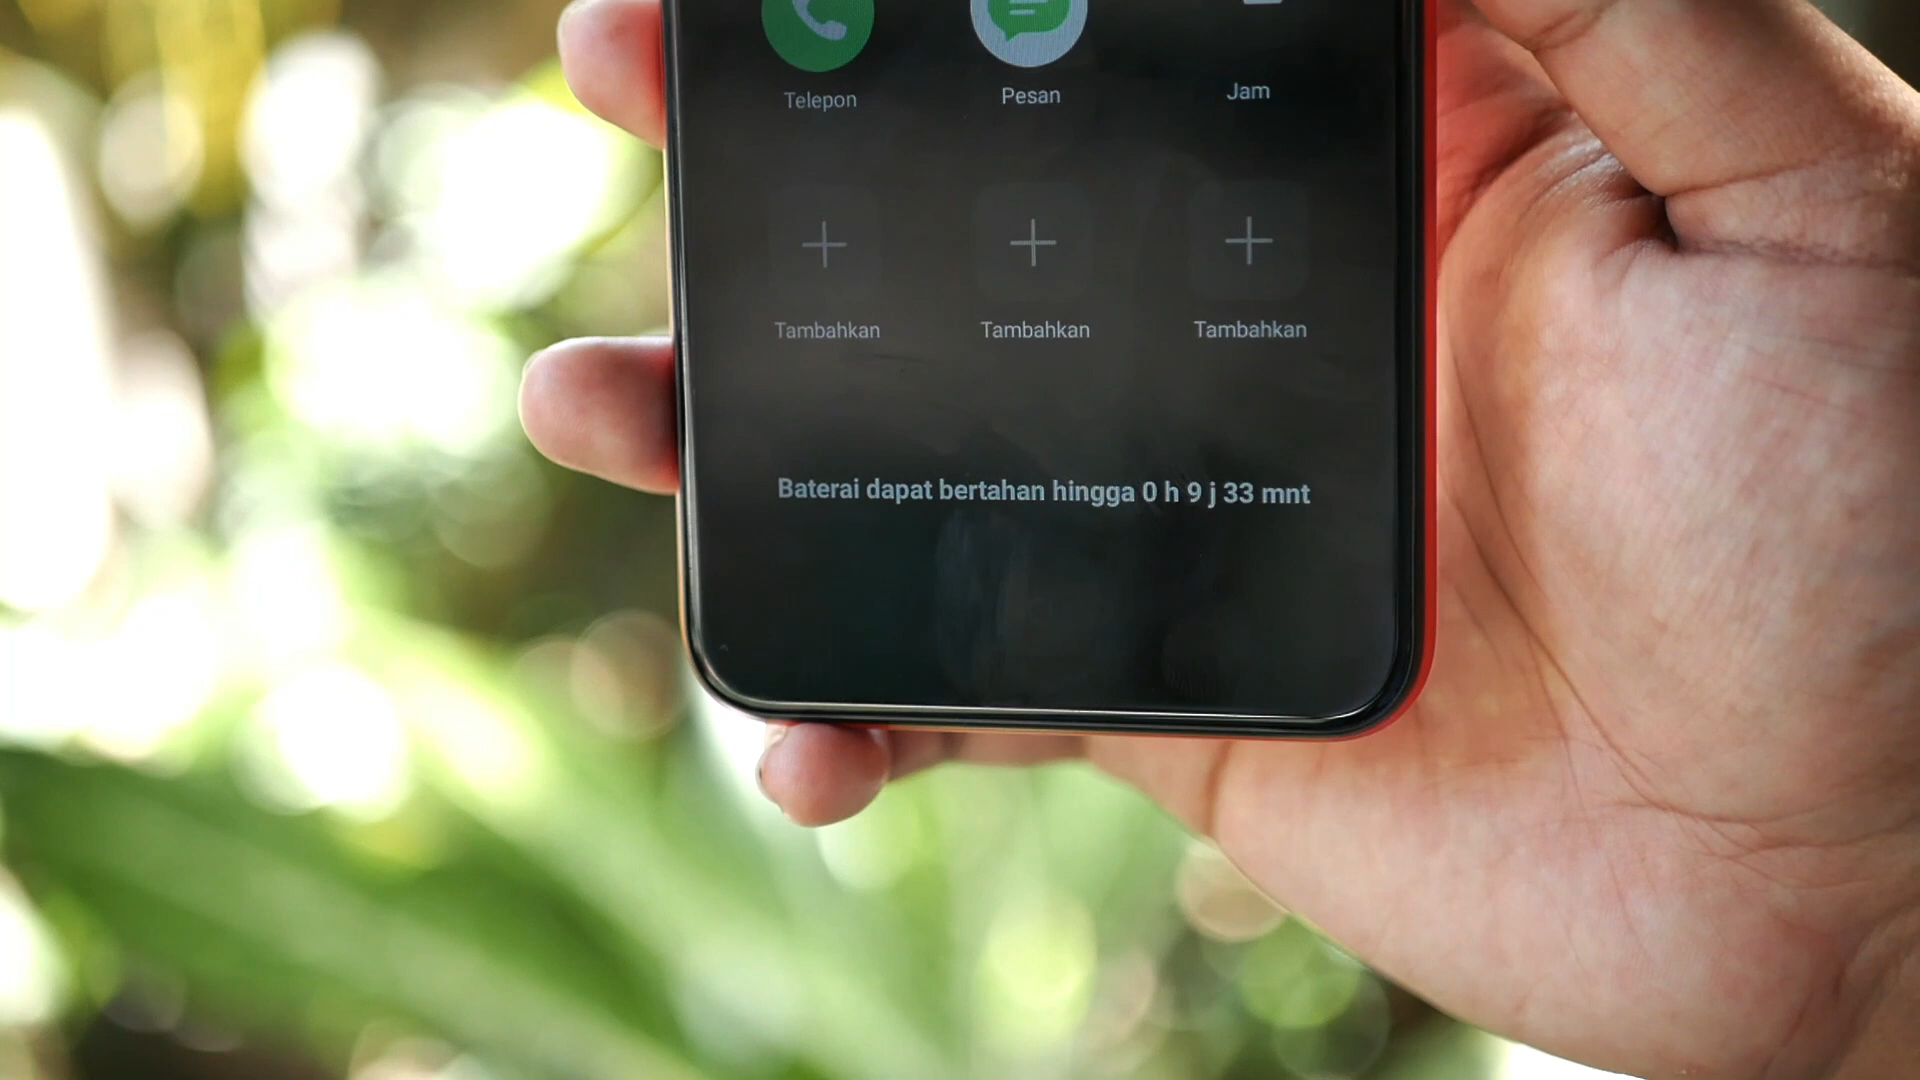 Telepon Pesan Jam
Tambahkan Tambahkan Tambahkan
Baterai dapat bertahan hingga 0 h 9 j 33 mnt